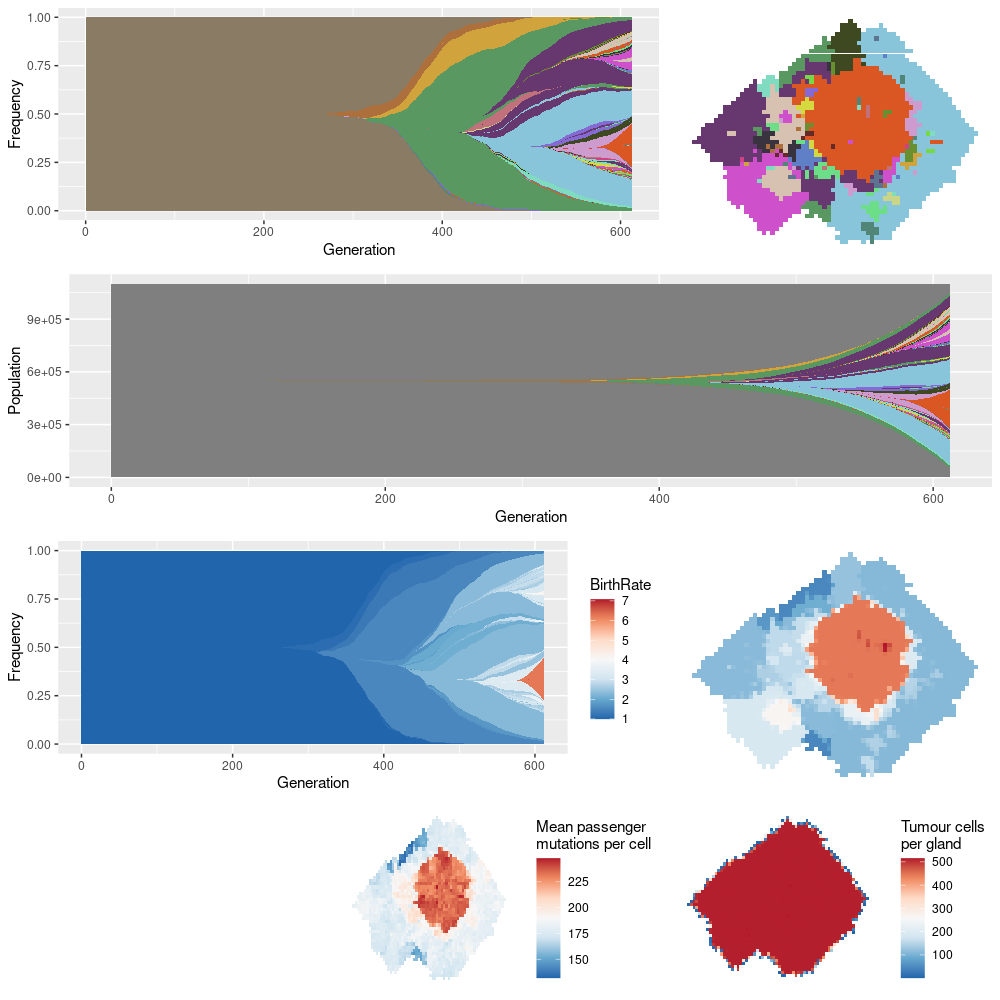 1.00
0.75
0.50
0.25
0.00
Frequency
0
200
400
600
Generation
9e+05
6e+05
3e+05
0e+00
Population
0
200
400
600
Generation
1.00
0.75
0.50
0.25
0.00
Frequency
0
200
400
600
Generation
BirthRate
7
6
5
4
3
2
1
Mean passenger
mutations per cell
225
200
175
150
Tumour cells
per gland
500
400
300
200
100